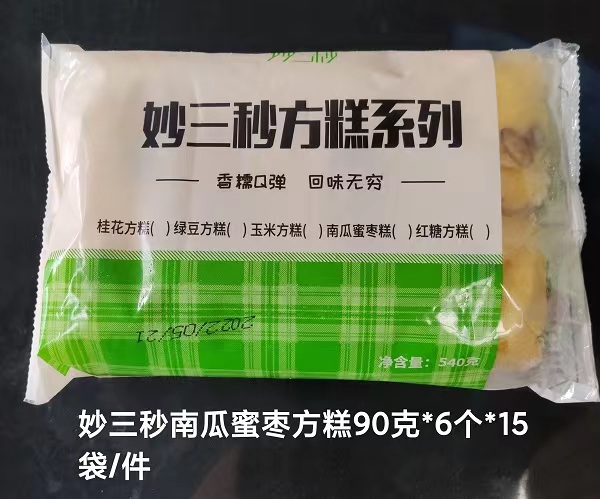 妙三秒
妙三秒方糕系列
香糯Q弹 回味无穷
桂花方糕( ) 绿豆方糕( ) 玉米方糕( ) 南瓜蜜枣糕( ) 红糖方糕( )
2022/05/21
净含量：540克
妙三秒南瓜蜜枣方糕90克*6个*15
袋/件